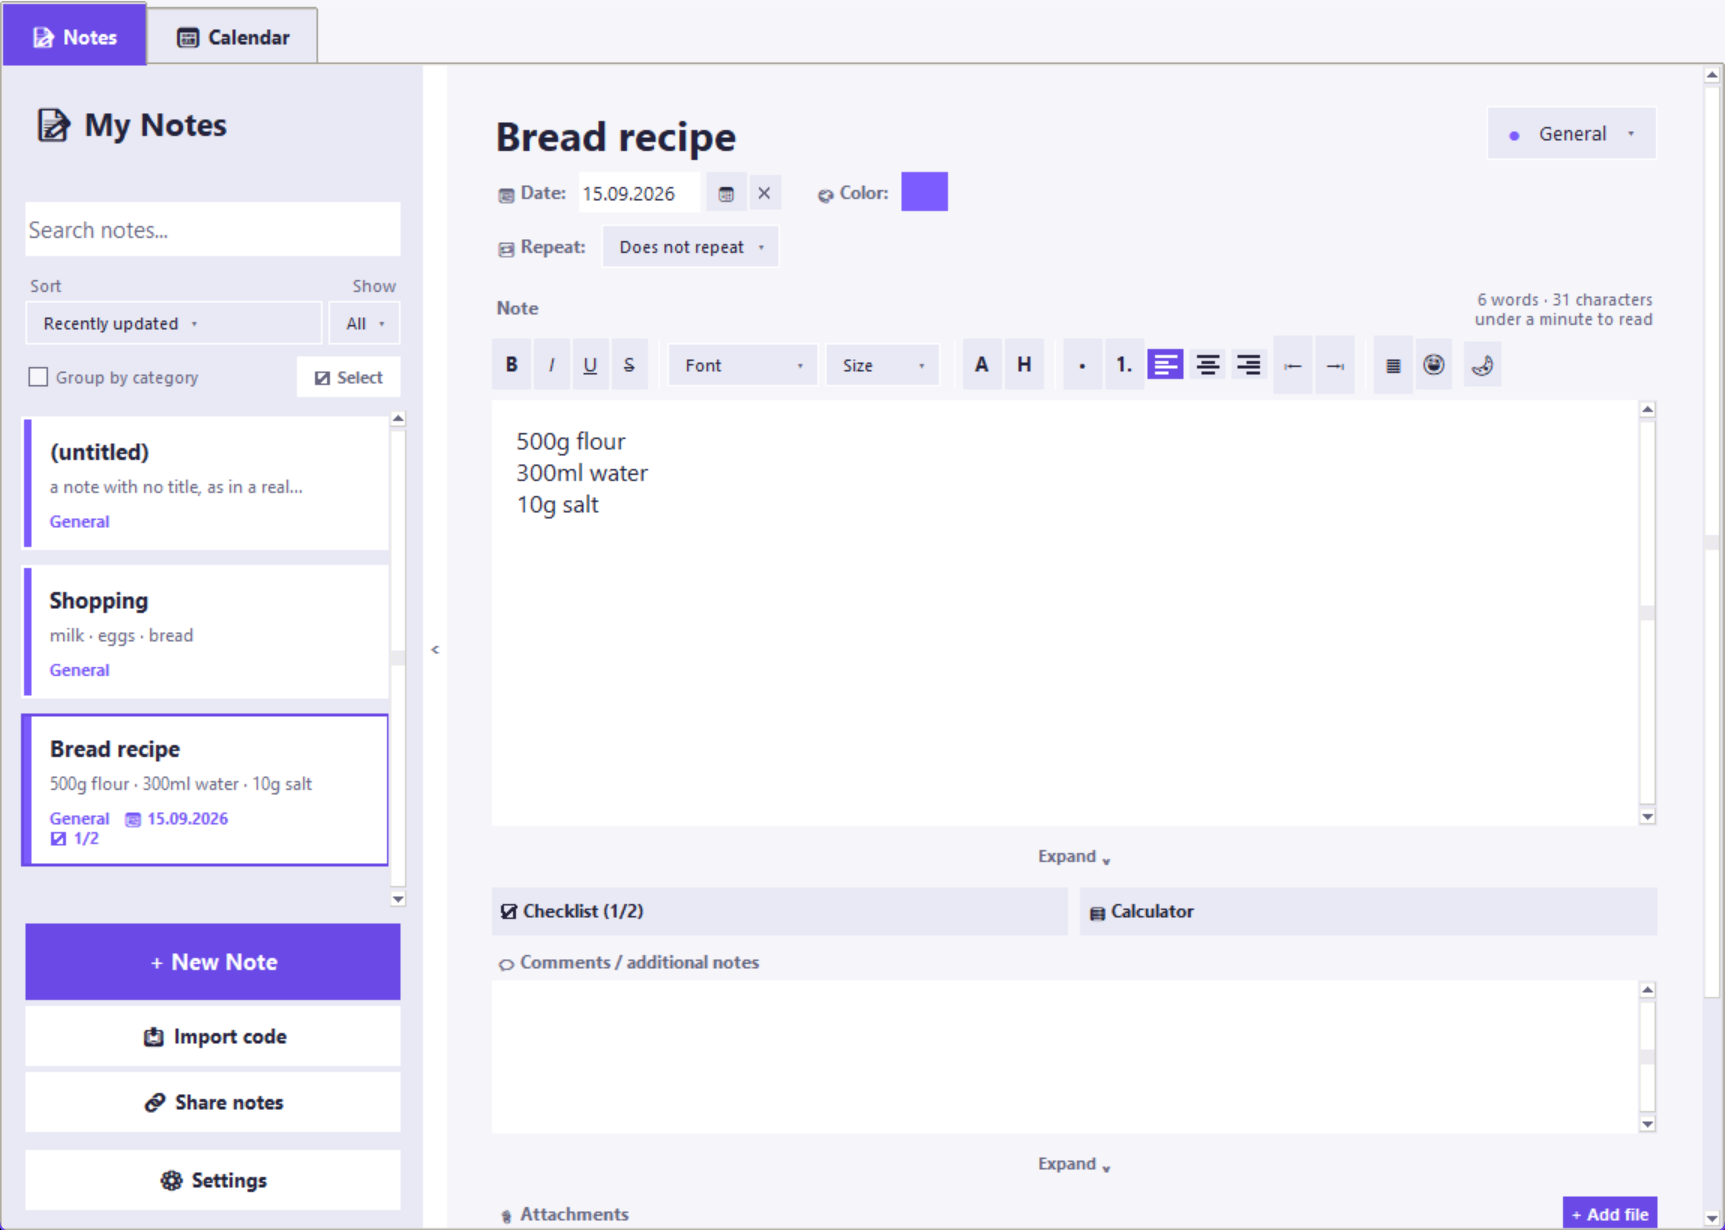 Notes
Calendar
My Notes
Search notes...
Sort
Show
Recently updated
All
Group by category
Select
(untitled)
a note with no title, as in a real...
General
Shopping
milk · eggs · bread
General
Bread recipe
500g flour · 300ml water · 10g salt
General 15.09.2026
1/2
+ New Note
Import code
Share notes
Settings
<
Bread recipe
General
Date: 15.09.2026
Color:
Repeat: Does not repeat
Note
6 words · 31 characters
under a minute to read
B I U S Font Size A H • 1.
500g flour
300ml water
10g salt
Expand
Checklist (1/2)
Calculator
Comments / additional notes
Expand
Attachments
+ Add file